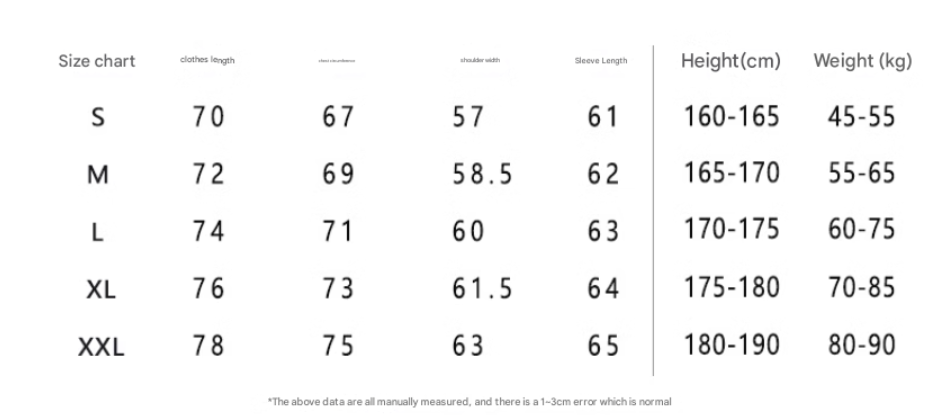 Size chart clothes length chest circumference shoulder width Sleeve Length Height(cm) Weight (kg)
S 70 67 57 61 160-165 45-55
M 72 69 58.5 62 165-170 55-65
L 74 71 60 63 170-175 60-75
XL 76 73 61.5 64 175-180 70-85
XXL 78 75 63 65 180-190 80-90
*The above data are all manually measured, and there is a 1-3cm error which is normal